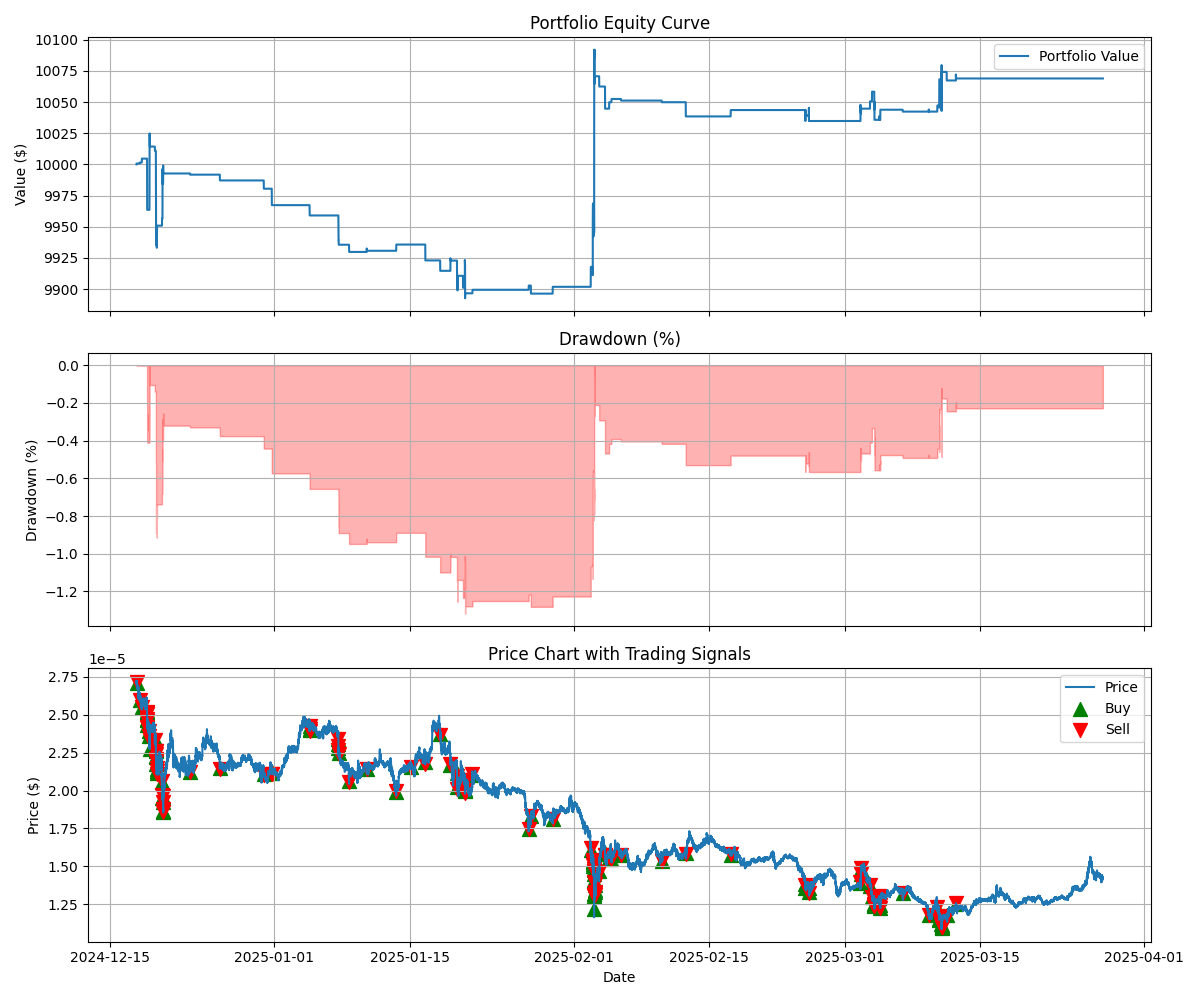 Portfolio Equity Curve
10100
10075
10050
10025
10000
9975
9950
9925
9900
Value ($)
Portfolio Value
Drawdown (%)
0.0
−0.2
−0.4
−0.6
−0.8
−1.0
−1.2
Drawdown (%)
Price Chart with Trading Signals
1e−5
2.75
2.50
2.25
2.00
1.75
1.50
1.25
Price ($)
Price
Buy
Sell
2024-12-15
2025-01-01
2025-01-15
2025-02-01
2025-02-15
2025-03-01
2025-03-15
2025-04-01
Date